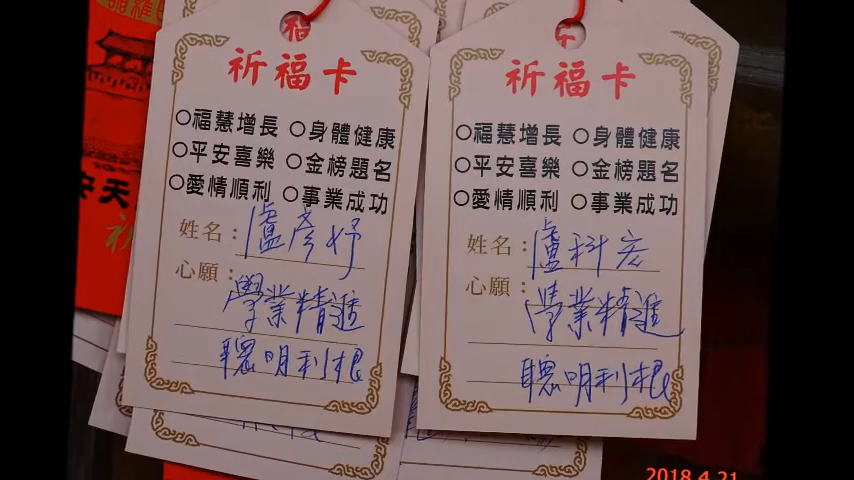 祈福卡
○福慧增長 ○身體健康
○平安喜樂 ○金榜題名
○愛情順利 ○事業成功
姓名：盧彥妤
心願：
學業精進
聰明利根
祈福卡
○福慧增長 ○身體健康
○平安喜樂 ○金榜題名
○愛情順利 ○事業成功
姓名：盧科宏
心願：
學業精進
聰明利根
安天
祈
福
2018.4.21